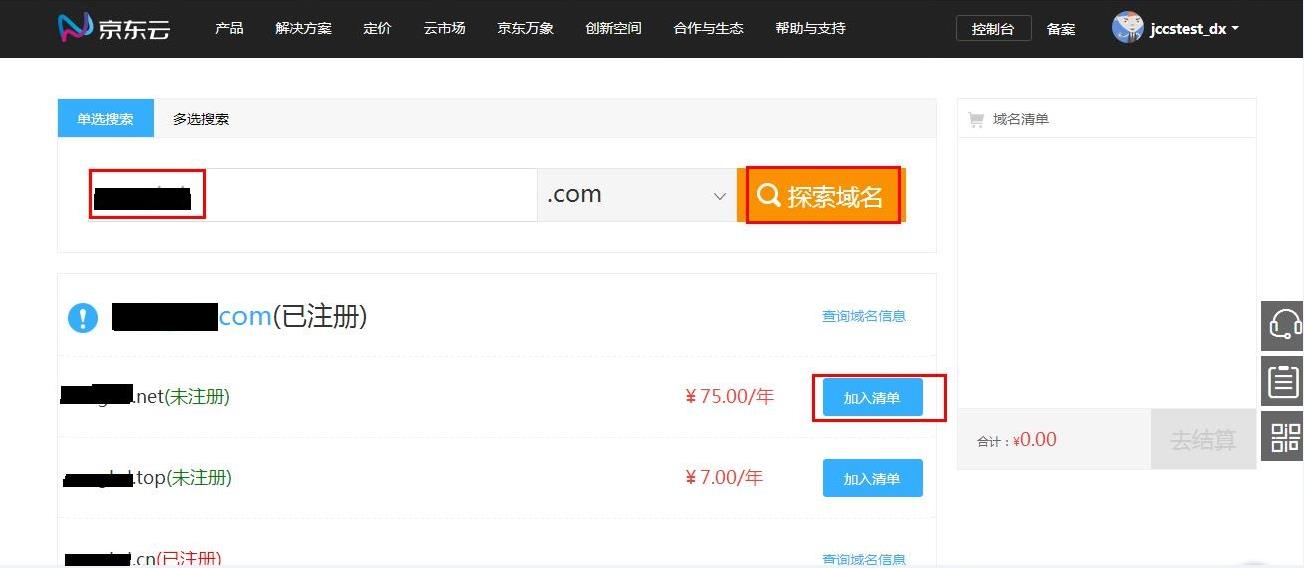 京东云 产品 解决方案 定价 云市场 京东万象 创新空间 合作与生态 帮助与支持 控制台 备案 jccstest_dx
单选搜索 多选搜索
域名清单
.com 探索域名
com(已注册) 查询域名信息
.net(未注册) ¥75.00/年 加入清单
合计：¥0.00 去结算
.top(未注册) ¥7.00/年 加入清单
.cn(已注册) 查询域名信息